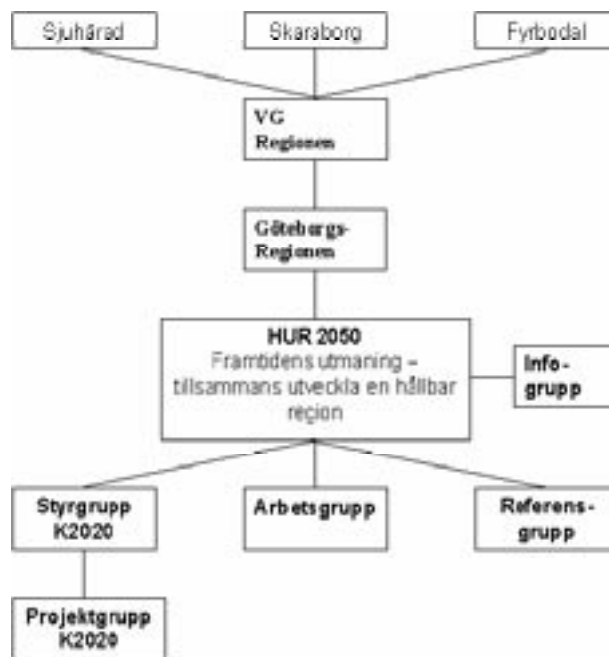 Sjuhärad
Skaraborg
Fyrbodal
VG
Regionen
Göteborgs-
Regionen
HUR 2050
Framtidens utmaning –
tillsammans utveckla en hållbar
region
Info-
grupp
Styrgrupp
K2020
Arbetsgrupp
Referens-
grupp
Projektgrupp
K2020